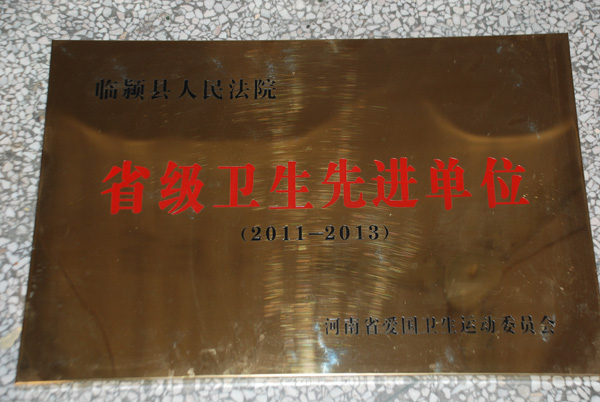 临颍县人民法院
省级卫生先进单位
(2011-2013)
河南省爱国卫生运动委员会